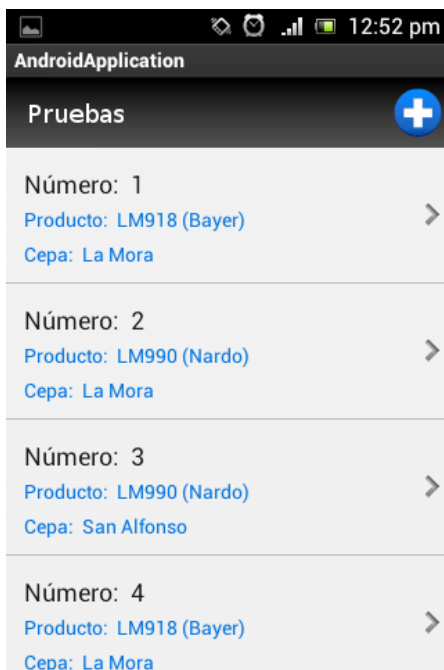 12:52 pm
AndroidApplication
Pruebas
Número: 1
Producto: LM918 (Bayer)
Cepa: La Mora
Número: 2
Producto: LM990 (Nardo)
Cepa: La Mora
Número: 3
Producto: LM990 (Nardo)
Cepa: San Alfonso
Número: 4
Producto: LM918 (Bayer)
Cepa: La Mora